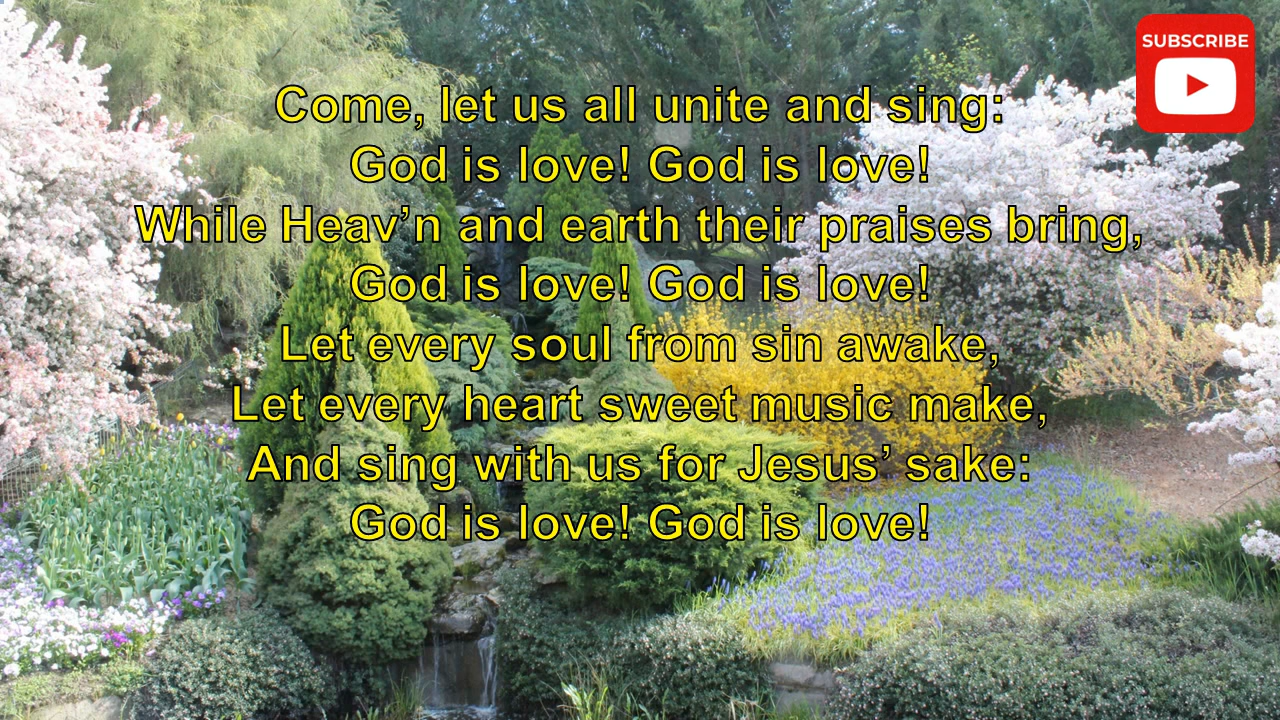 SUBSCRIBE
Come, let us all unite and sing:
God is love! God is love!
While Heav’n and earth their praises bring,
God is love! God is love!
Let every soul from sin awake,
Let every heart sweet music make,
And sing with us for Jesus’ sake:
God is love! God is love!